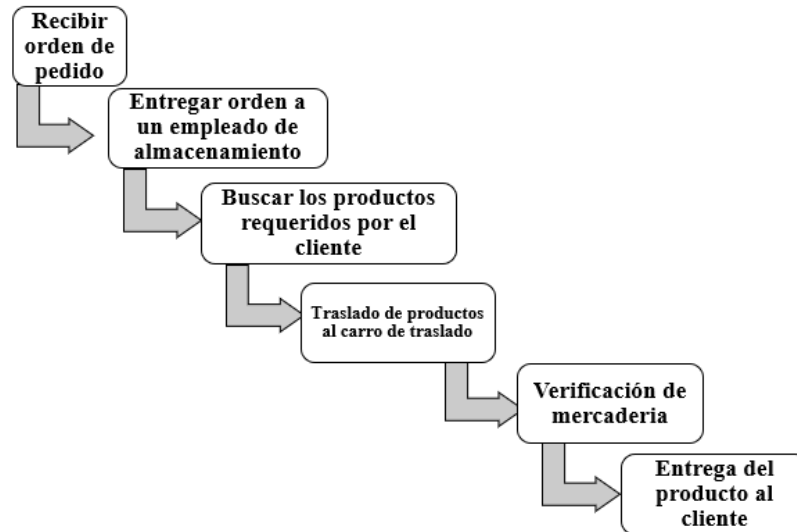 Recibir
orden de
pedido
Entregar orden a
un empleado de
almacenamiento
Buscar los productos
requeridos por el
cliente
Traslado de productos
al carro de traslado
Verificación de
mercaderia
Entrega del
producto al
cliente